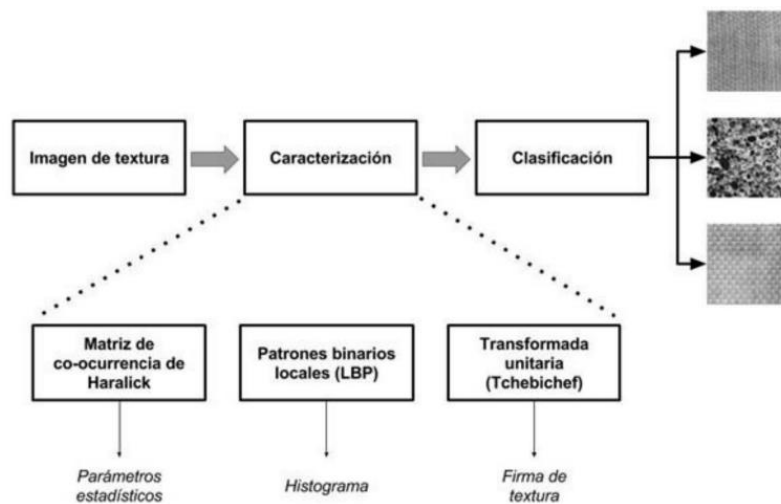 Imagen de textura
Caracterización
Clasificación
Matriz de
co-ocurrencia de
Haralick
Patrones binarios
locales (LBP)
Transformada
unitaria
(Tchebichef)
Parámetros
estadísticos
Histograma
Firma de
textura